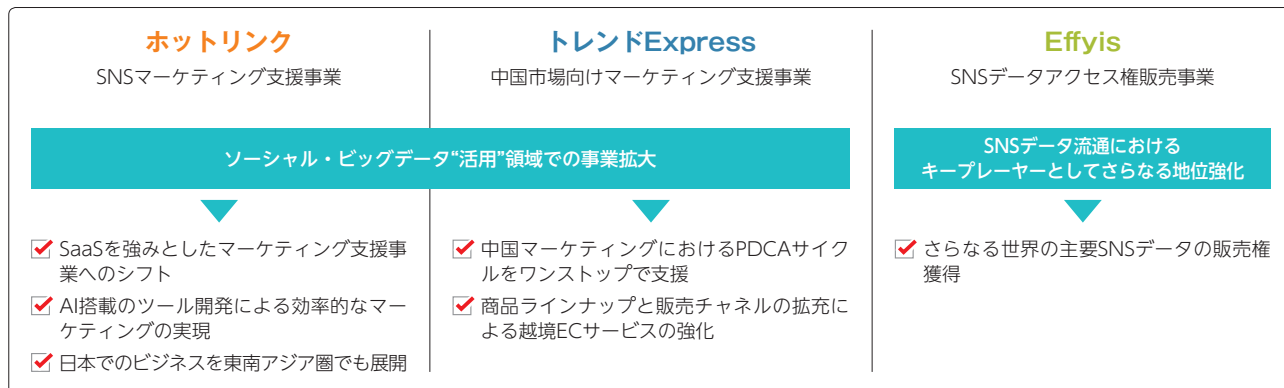 ホットリンク
SNSマーケティング支援事業
トレンドExpress
中国市場向けマーケティング支援事業
Effyis
SNSデータアクセス権販売事業
ソーシャル・ビッグデータ“活用”領域での事業拡大
SNSデータ流通における
キープレーヤーとしてさらなる地位強化
SaaSを強みとしたマーケティング支援事
業へのシフト
AI搭載のツール開発による効率的なマー
ケティングの実現
日本でのビジネスを東南アジア圏でも展開
中国マーケティングにおけるPDCAサイク
ルをワンストップで支援
商品ラインナップと販売チャネルの拡充に
よる越境ECサービスの強化
さらなる世界の主要SNSデータの販売権
獲得